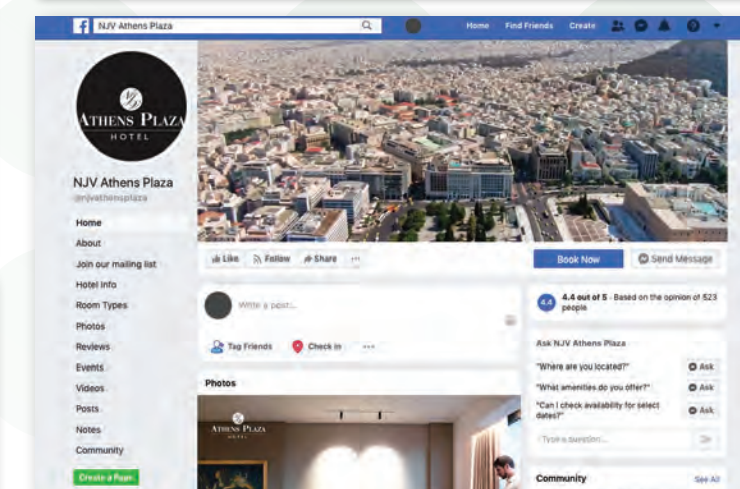 NJV Athens Plaza
Home Find Friends Create
ATHENS PLAZA
HOTEL
NJV Athens Plaza
@njvathensplaza
Home
About
Join our mailing list
Hotel Info
Room Types
Photos
Reviews
Events
Videos
Posts
Notes
Community
Create a Page
Like Follow Share ...
Book Now Send Message
Write a post...
Tag Friends Check in ...
Photos
ATHENS PLAZA
HOTEL
4.4 4.4 out of 5 - Based on the opinion of 523
people
Ask NJV Athens Plaza
"Where are you located?" Ask
"What amenities do you offer?" Ask
"Can I check availability for select
dates?" Ask
Type a question...
Community See All